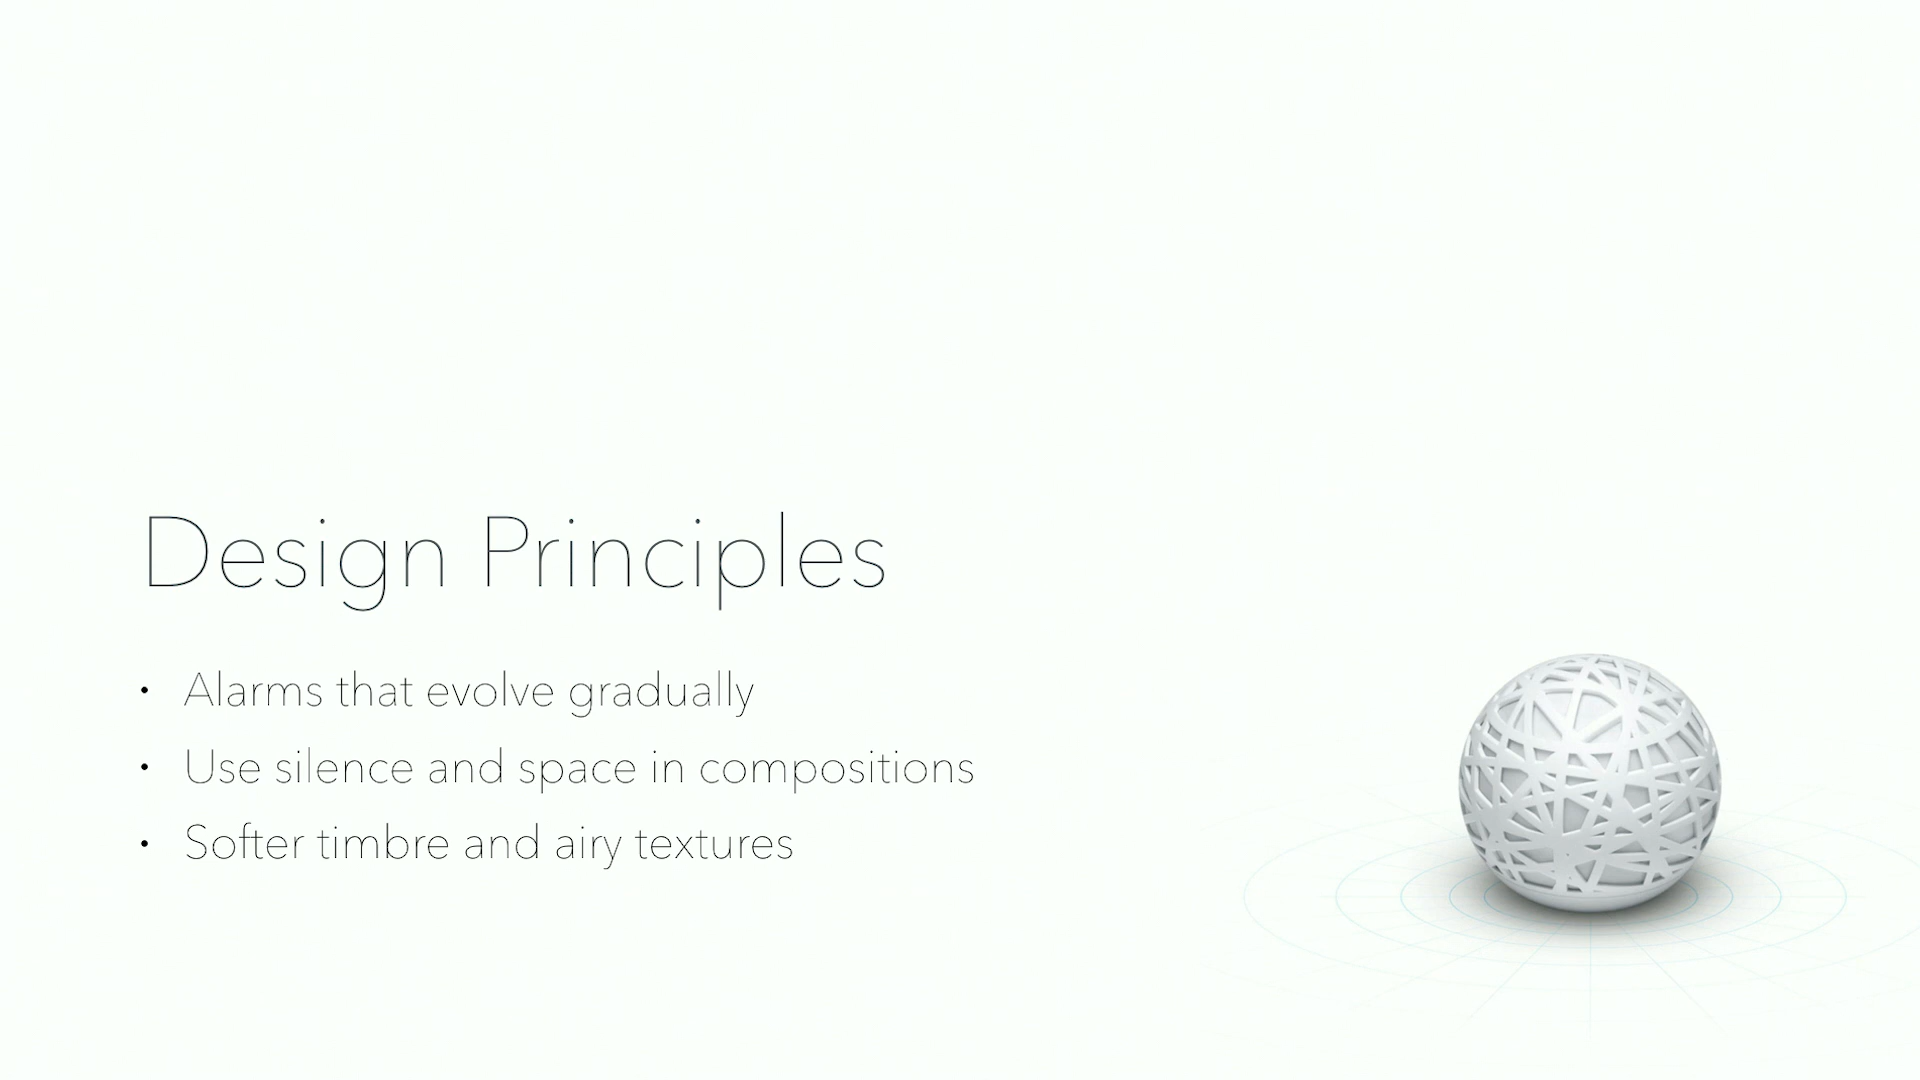 Design Principles
• Alarms that evolve gradually
• Use silence and space in compositions
• Softer timbre and airy textures